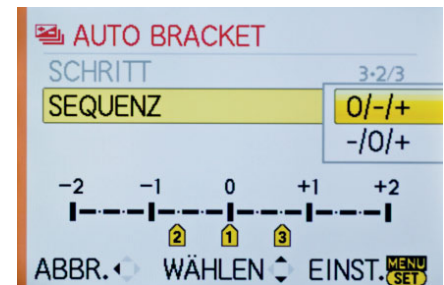 AUTO BRACKET
SCHRITT 3•2/3
SEQUENZ 0/-/+
-/0/+
-2 -1 0 +1 +2
2 1 3
ABBR. WÄHLEN EINST. MENU SET